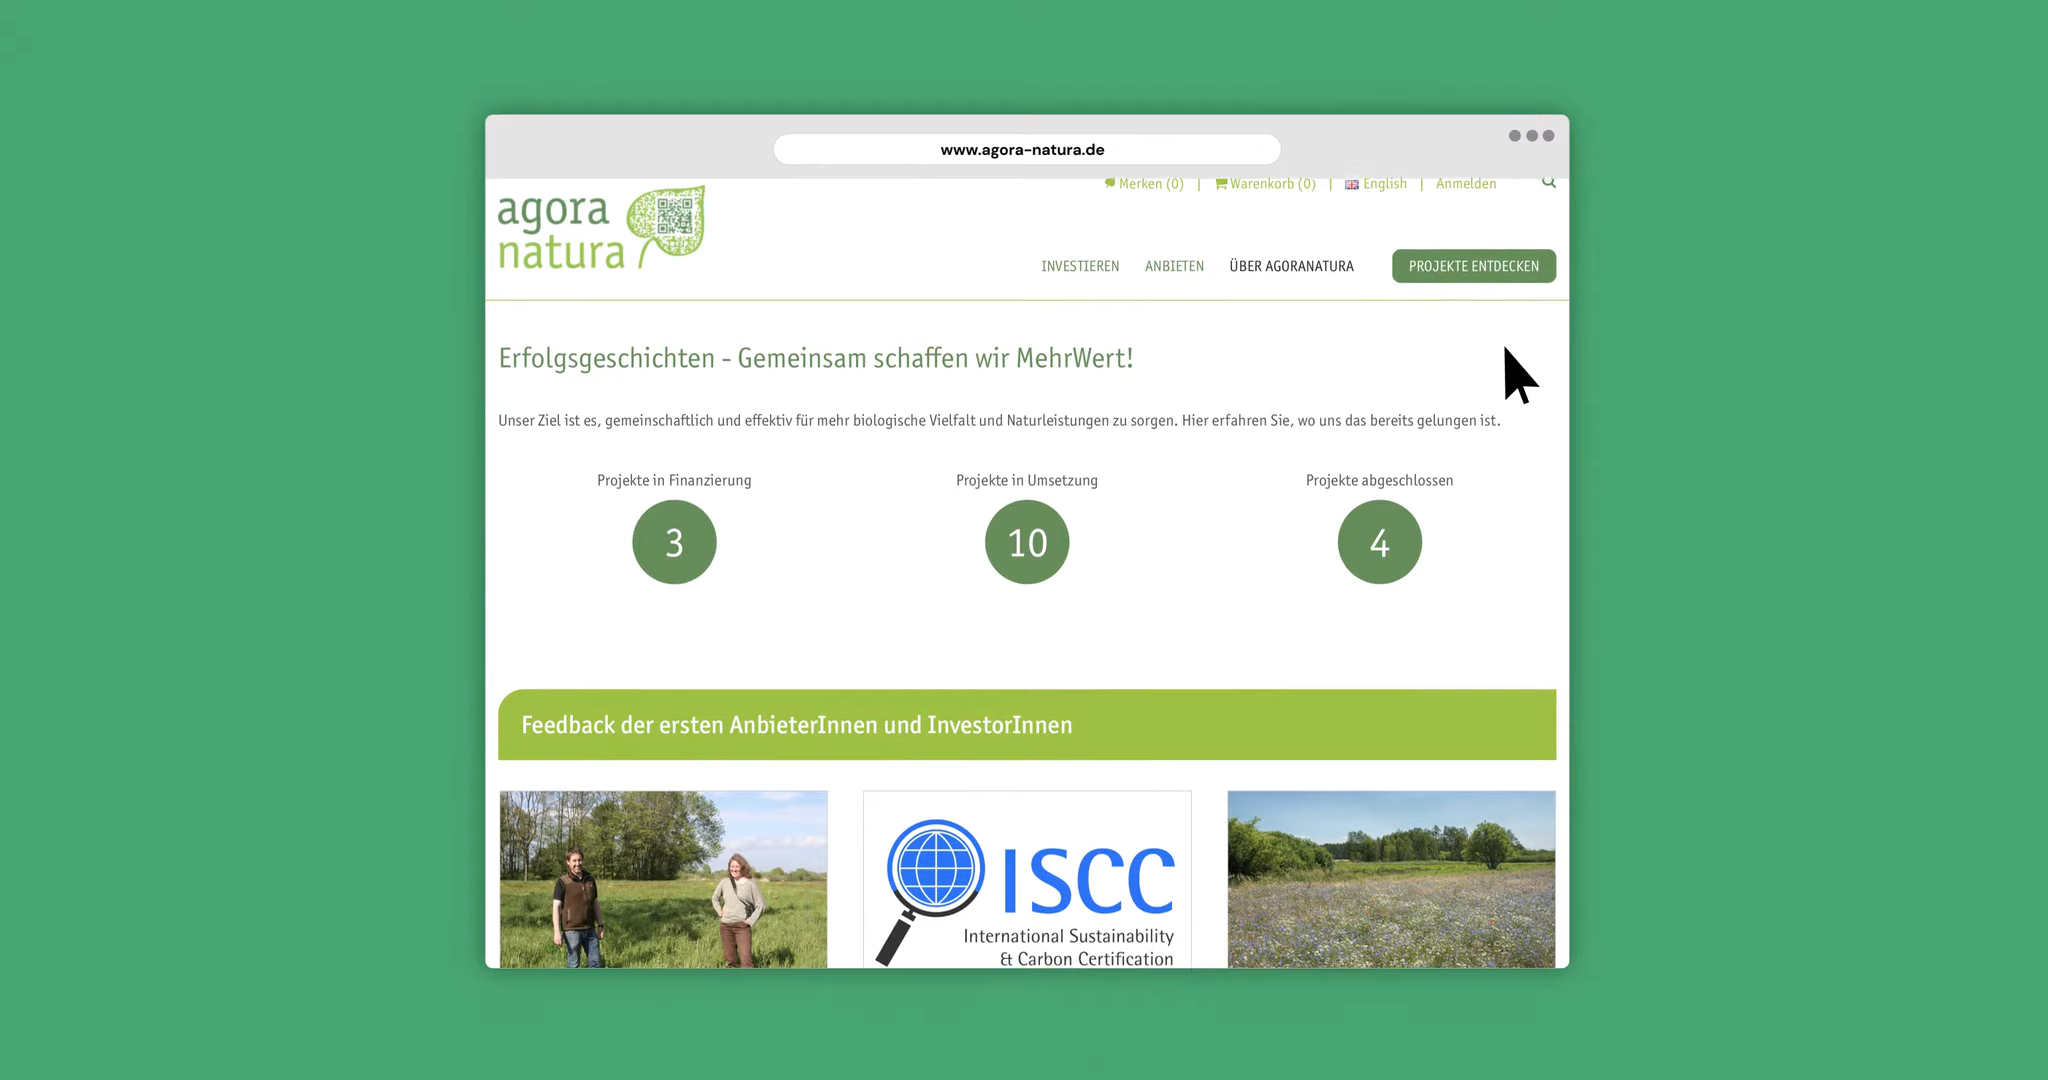 www.agora-natura.de
Merken (0) | Warenkorb (0) | English | Anmelden
agora
natura
INVESTIEREN ANBIETEN ÜBER AGORANATURA PROJEKTE ENTDECKEN
Erfolgsgeschichten - Gemeinsam schaffen wir MehrWert!
Unser Ziel ist es, gemeinschaftlich und effektiv für mehr biologische Vielfalt und Naturleistungen zu sorgen. Hier erfahren Sie, wo uns das bereits gelungen ist.
Projekte in Finanzierung Projekte in Umsetzung Projekte abgeschlossen
3 10 4
Feedback der ersten AnbieterInnen und InvestorInnen
ISCC
International Sustainability
& Carbon Certification